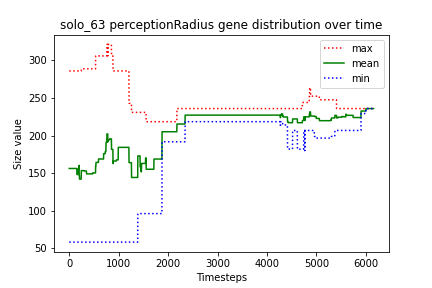 solo_63 perceptionRadius gene distribution over time
max
mean
min
Size value
300
250
200
150
100
50
0
1000
2000
3000
4000
5000
6000
Timesteps